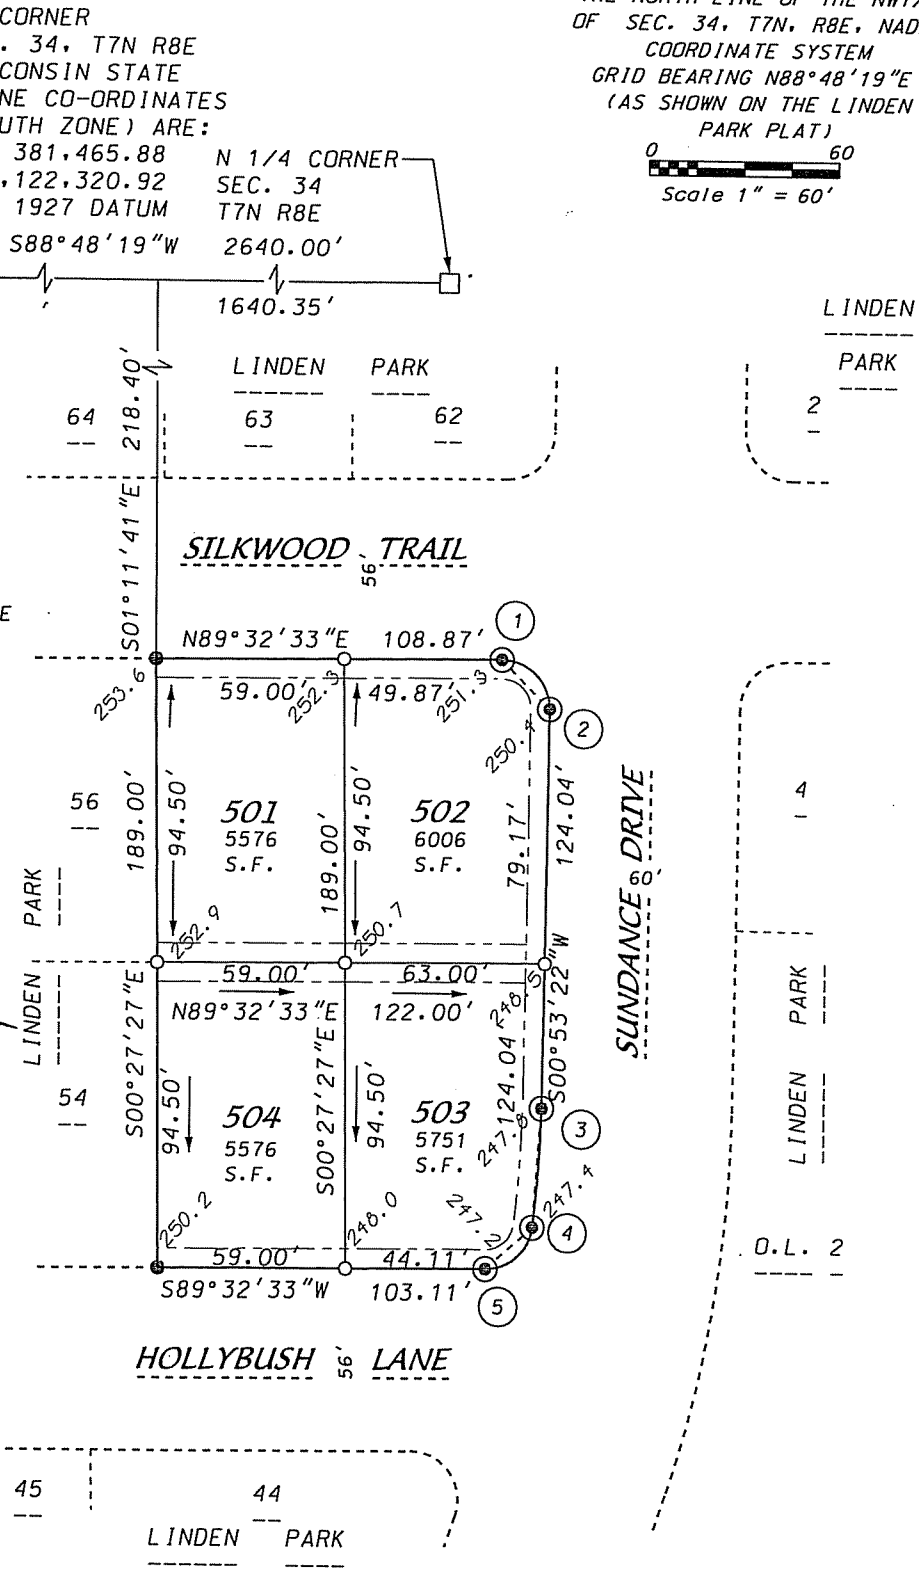 CORNER
. 34, T7N R8E
CONSIN STATE
NE CO-ORDINATES
UTH ZONE) ARE:
381,465.88
,122,320.92
1927 DATUM
N 1/4 CORNER
SEC. 34
T7N R8E
OF SEC. 34, T7N, R8E, NAD
COORDINATE SYSTEM
GRID BEARING N88°48'19"E
(AS SHOWN ON THE LINDEN
PARK PLAT)
0 60
Scale 1" = 60'
S88°48'19"W 2640.00'
1640.35'
LINDEN
PARK
2
LINDEN PARK
64
63
62
218.40'
S01°11'41"E
SILKWOOD TRAIL
56'
E
N89°32'33"E 108.87'
1
2
253.6
59.00'
252.3
49.87'
251.3
250.4
56
189.00'
94.50'
501
5576
S.F.
189.00'
94.50'
502
6006
S.F.
79.17'
124.04'
SUNDANCE DRIVE
60'
4
LINDEN PARK
252.9
250.7
59.00'
63.00'
N89°32'33"E 122.00'
248.5
S00°53'22"W
LINDEN PARK
54
S00°27'27"E
94.50'
504
5576
S.F.
S00°27'27"E
94.50'
503
5751
S.F.
124.04'
247.8
3
247.4
4
247.2
5
250.2
248.0
59.00'
44.11'
S89°32'33"W 103.11'
O.L. 2
HOLLYBUSH LANE
56'
45
44
LINDEN PARK